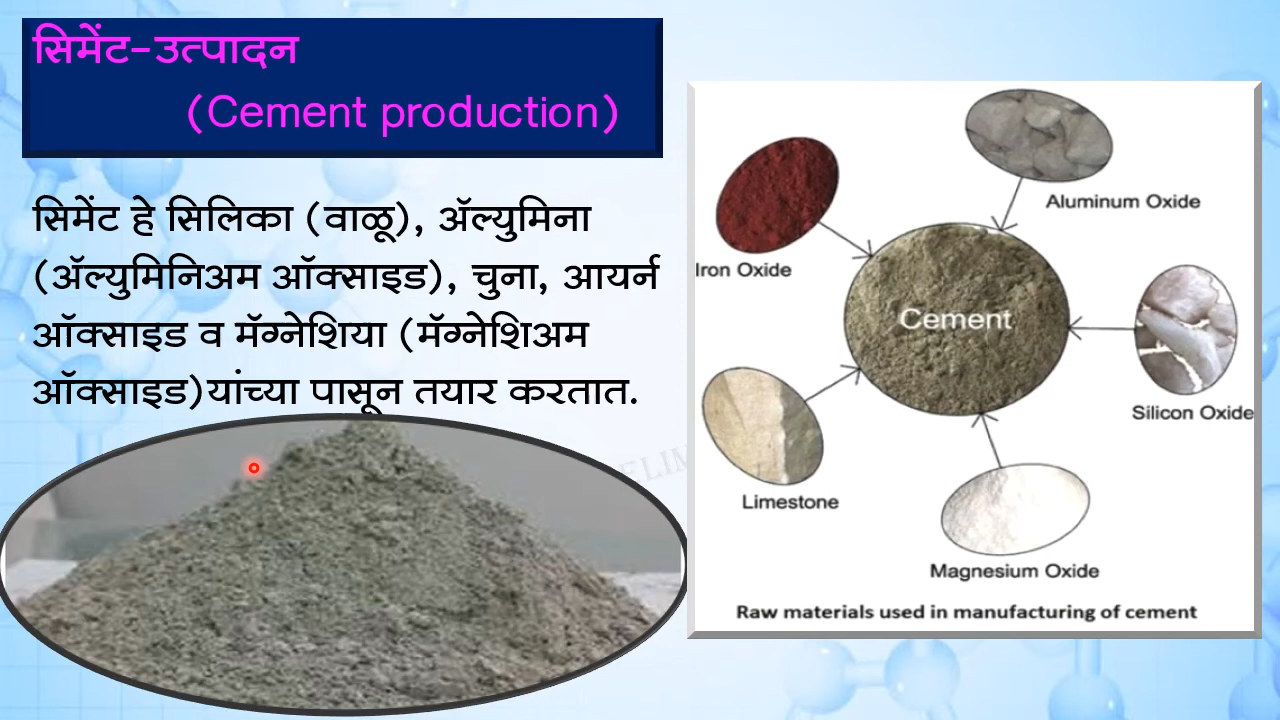 सिमेंट-उत्पादन
(Cement production)
सिमेंट हे सिलिका (वाळू), ॲल्युमिना
(ॲल्युमिनिअम ऑक्साइड), चुना, आयर्न
ऑक्साइड व मॅग्नेशिया (मॅग्नेशिअम
ऑक्साइड)यांच्या पासून तयार करतात.
Aluminum Oxide
Iron Oxide
Cement
Silicon Oxide
Limestone
Magnesium Oxide
Raw materials used in manufacturing of cement